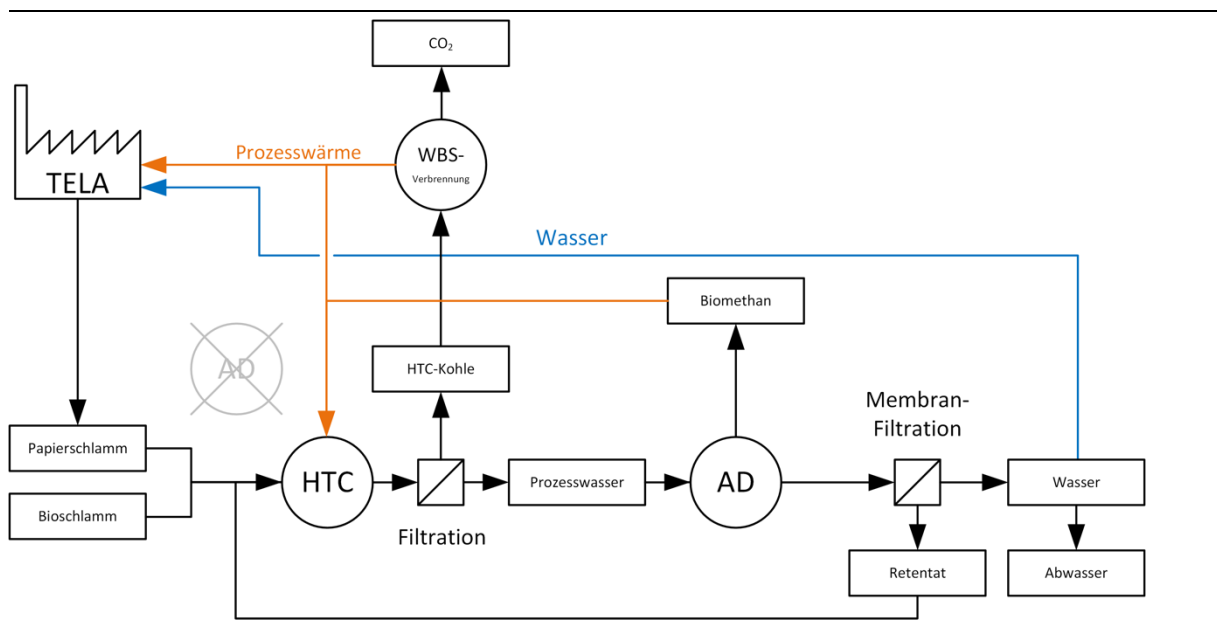 CO₂
Prozesswärme
WBS-
Verbrennung
TELA
Wasser
Biomethan
AD
HTC-Kohle
Membran-
Filtration
Papierschlamm
HTC
Prozesswasser
AD
Wasser
Bioschlamm
Filtration
Retentat
Abwasser